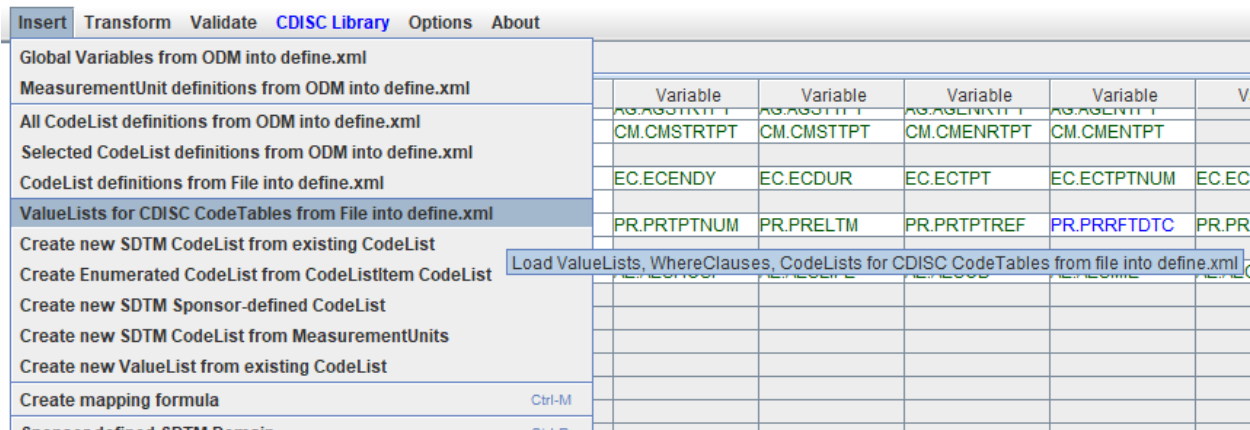 Insert Transform Validate CDISC Library Options About
Global Variables from ODM into define.xml
MeasurementUnit definitions from ODM into define.xml
All CodeList definitions from ODM into define.xml
Selected CodeList definitions from ODM into define.xml
CodeList definitions from File into define.xml
ValueLists for CDISC CodeTables from File into define.xml
Create new SDTM CodeList from existing CodeList
Create Enumerated CodeList from CodeListItem CodeList
Create new SDTM Sponsor-defined CodeList
Create new SDTM CodeList from MeasurementUnits
Create new ValueList from existing CodeList
Create mapping formula Ctrl-M
Variable Variable Variable Variable V
CM.CMSTRTPT CM.CMSTTPT CM.CMENRTPT CM.CMENTPT
EC.ECENDY EC.ECDUR EC.ECTPT EC.ECTPTNUM EC.EC
PR.PRTPTNUM PR.PRELTM PR.PRTPTREF PR.PRRFTDTC PR.PR
Load ValueLists, WhereClauses, CodeLists for CDISC CodeTables from file into define.xml